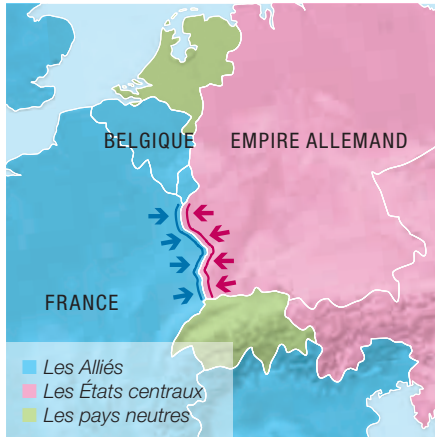 BELGIQUE
EMPIRE ALLEMAND
FRANCE
Les Alliés
Les États centraux
Les pays neutres